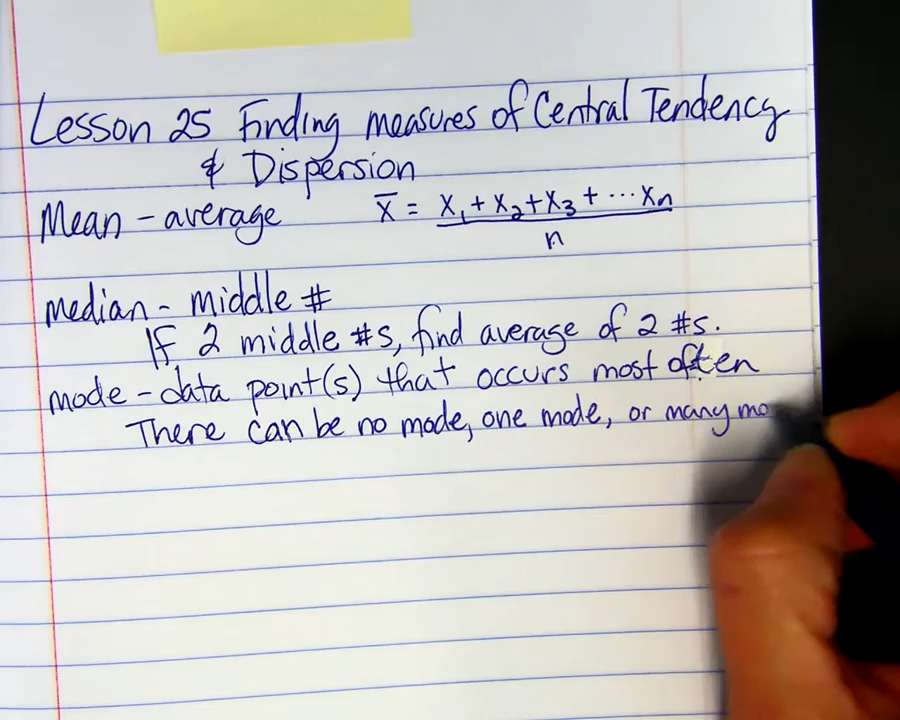 Lesson 25 Finding measures of Central Tendency
& Dispersion
Mean - average x̄ = x₁ + x₂ + x₃ + ⋯ xₙ / n
median - middle #
If 2 middle #s, find average of 2 #s.
mode - data point(s) that occurs most often
There can be no mode, one mode, or many mo